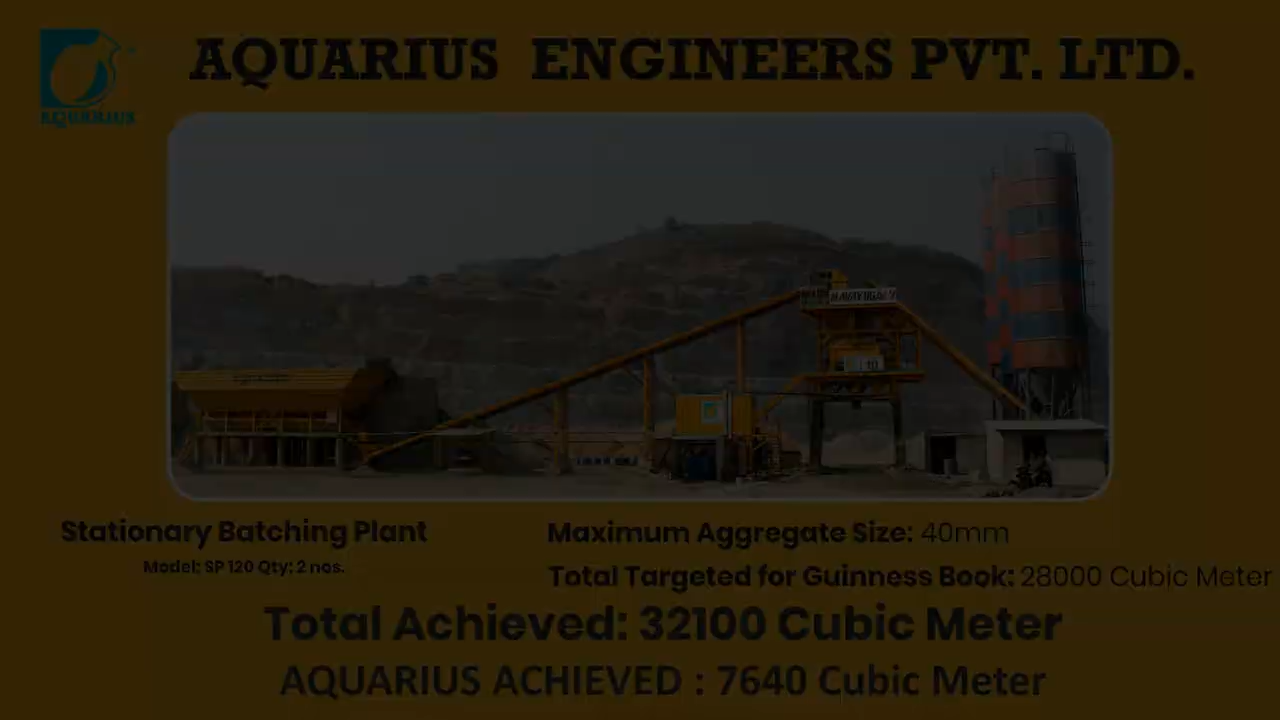 AQUARIUS ENGINEERS PVT. LTD.
AQUARIUS
Stationary Batching Plant
Model: SP 120 Qty: 2 nos.
Maximum Aggregate Size: 40mm
Total Targeted for Guinness Book: 28000 Cubic Meter
Total Achieved: 32100 Cubic Meter
AQUARIUS ACHIEVED : 7640 Cubic Meter